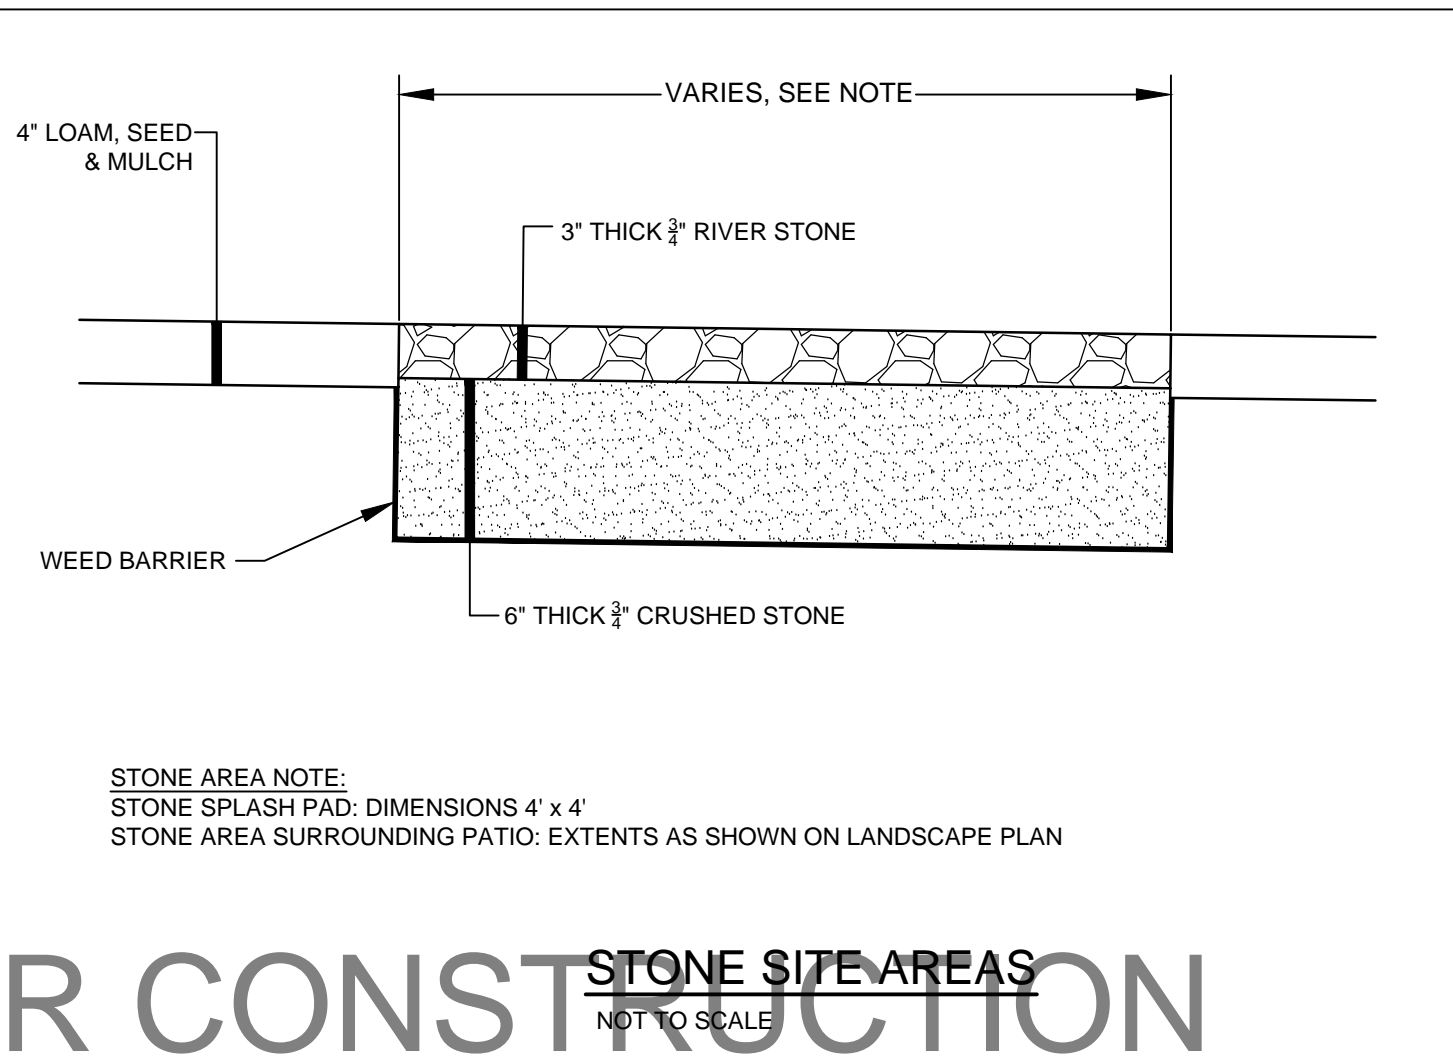 VARIES, SEE NOTE
4" LOAM, SEED
& MULCH
3" THICK 3/4" RIVER STONE
WEED BARRIER
6" THICK 3/4" CRUSHED STONE
STONE AREA NOTE:
STONE SPLASH PAD: DIMENSIONS 4' x 4'
STONE AREA SURROUNDING PATIO: EXTENTS AS SHOWN ON LANDSCAPE PLAN
R CONSTRUCTION
STONE SITE AREAS
NOT TO SCALE